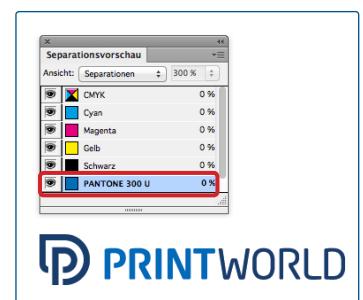 Separationsvorschau
Ansicht: Separationen 300 %
CMYK 0 %
Cyan 0 %
Magenta 0 %
Gelb 0 %
Schwarz 0 %
PANTONE 300 U 0 %
PRINTWORLD